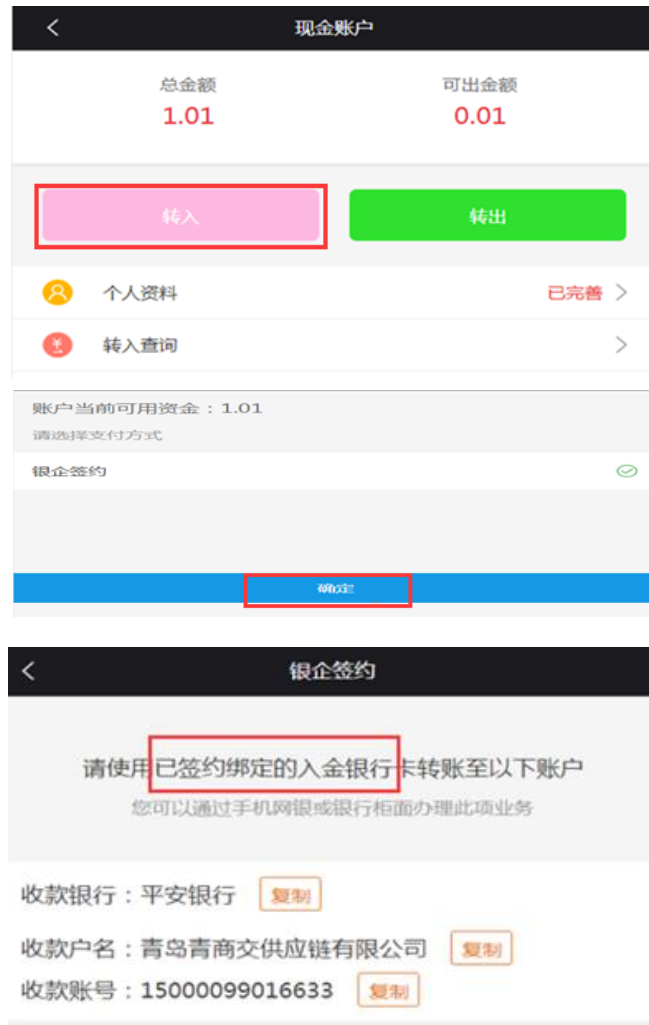 现金账户
总金额 可出金额
1.01 0.01
转入 转出
个人资料 已完善
转入查询
账户当前可用资金：1.01
请选择支付方式
银企签约
确定
银企签约
请使用已签约绑定的入金银行卡转账至以下账户
您可以通过手机网银或银行柜面办理此项业务
收款银行：平安银行 复制
收款户名：青岛青商交供应链有限公司 复制
收款账号：15000099016633 复制